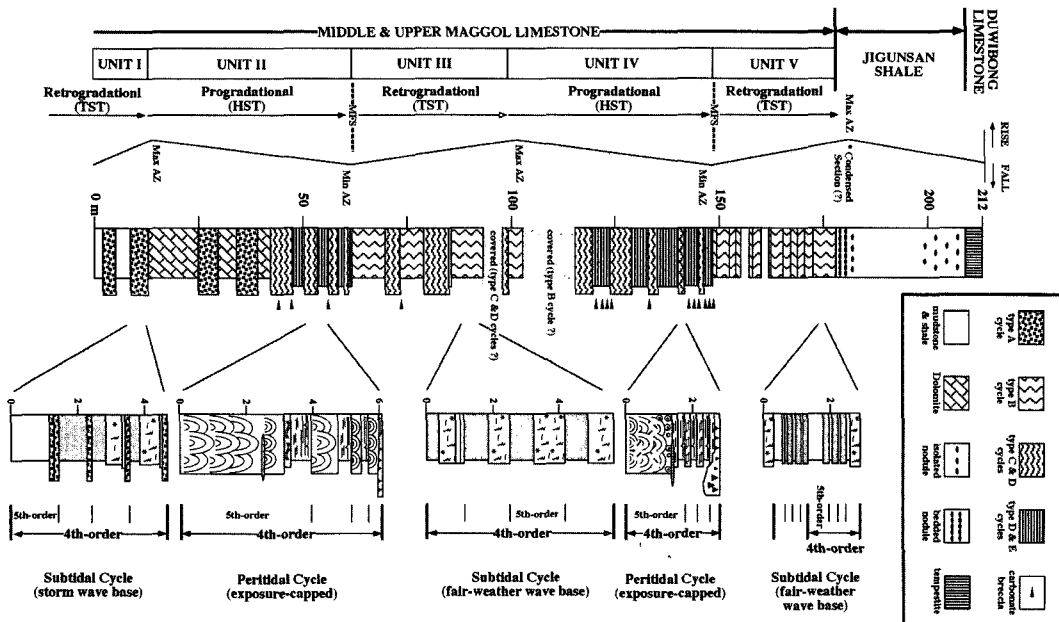 DUWIBONG
LIMESTONE
MIDDLE & UPPER MAGGOL LIMESTONE
JIGUNSAN
SHALE
UNIT I
UNIT II
UNIT III
UNIT IV
UNIT V
Retrogradational
(TST)
Progradational
(HST)
MFS
Retrogradational
(TST)
Progradational
(HST)
MFS
Retrogradational
(TST)
Max AZ
Min AZ
Max AZ
Min AZ
Max AZ
* Condensed
Section (?)
RISE
FALL
0 m
50
100
150
200
212
covered (type C & D cycles ?)
covered (type B cycle ?)
type A
cycle
type B
cycle
type C & D
cycles
type D & E
cycles
carbonate
breccia
mudstone
& shale
Dolomite
isolated
nodule
bedded
nodule
tempestite
0
2
4
0
2
4
6
0
2
4
0
2
0
2
5th-order
4th-order
5th-order
4th-order
5th-order
4th-order
5th-order
4th-order
5th-order
4th-order
Subtidal Cycle
(storm wave base)
Peritidal Cycle
(exposure-capped)
Subtidal Cycle
(fair-weather wave base)
Peritidal Cycle
(exposure-capped)
Subtidal Cycle
(fair-weather
wave base)